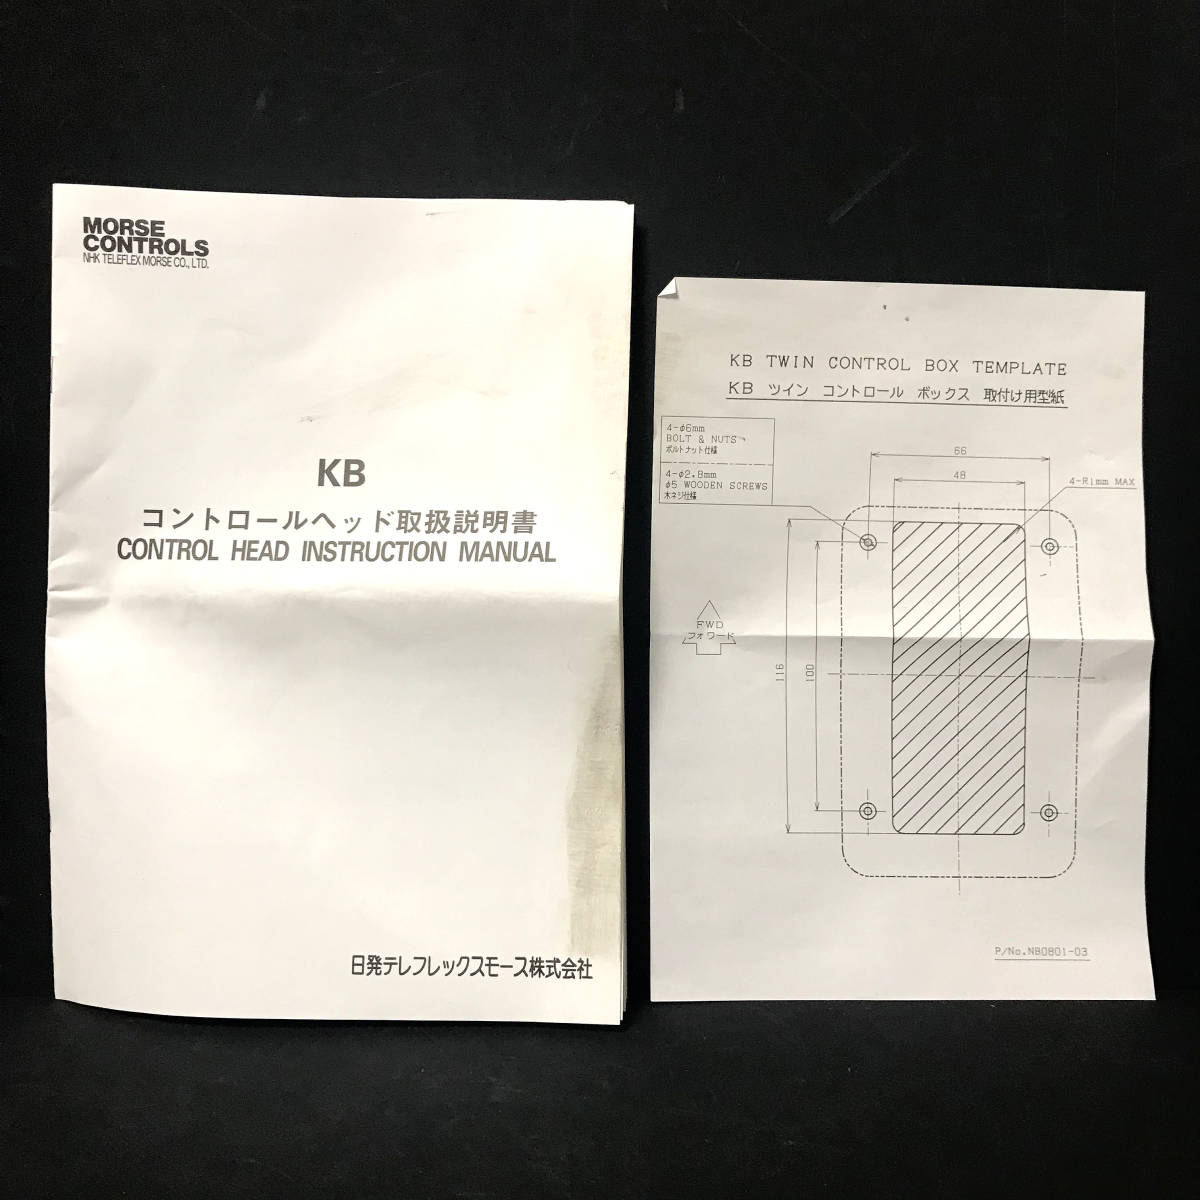 MORSE
CONTROLS
NHK TELEFLEX MORSE CO., LTD.
KB
コントロールヘッド取扱説明書
CONTROL HEAD INSTRUCTION MANUAL
日発テレフレックスモース株式会社
KB TWIN CONTROL BOX TEMPLATE
KB ツイン コントロール ボックス 取付け用型紙
4-φ6mm
BOLT & NUTS
ボルトナット仕様
4-φ2.8mm
φ5 WOODEN SCREWS
木ネジ仕様
66
48
4-R1mm MAX
FWD
フォワード
116
100
P/No.NB0801-03